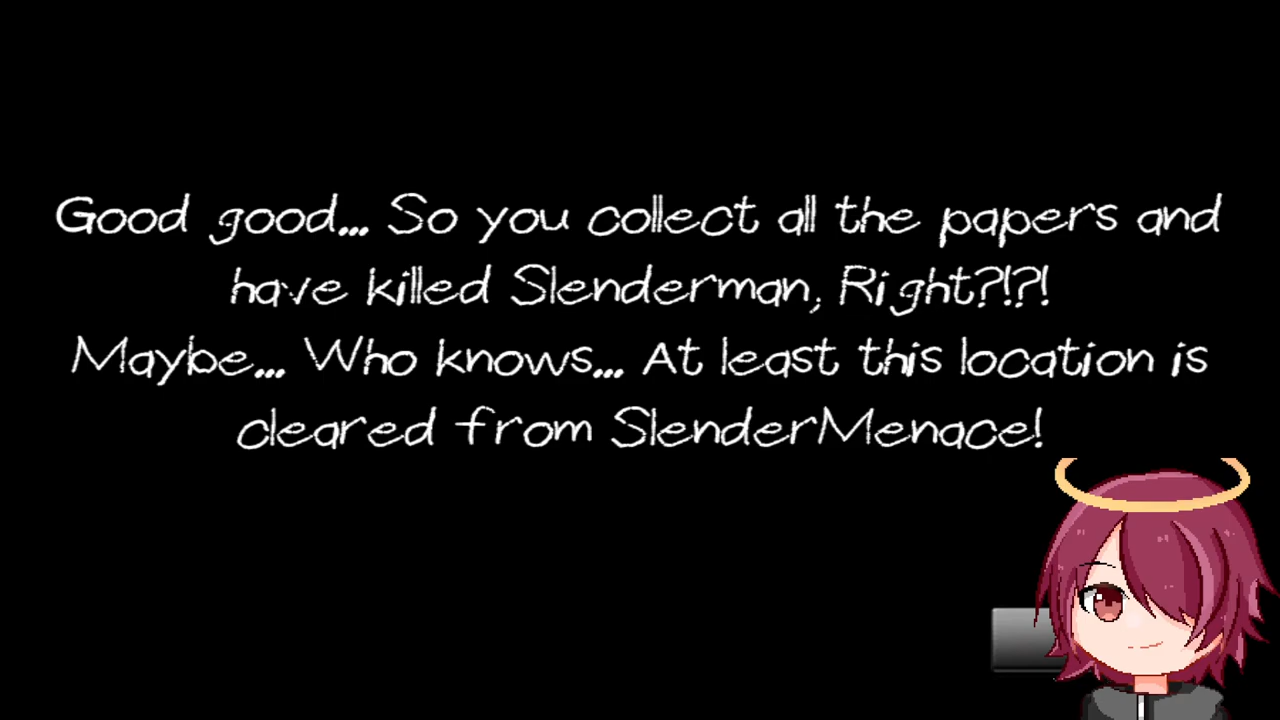 Good good... So you collect all the papers and
have killed Slenderman, Right?!?!
Maybe... Who knows... At least this location is
cleared from SlenderMenace!